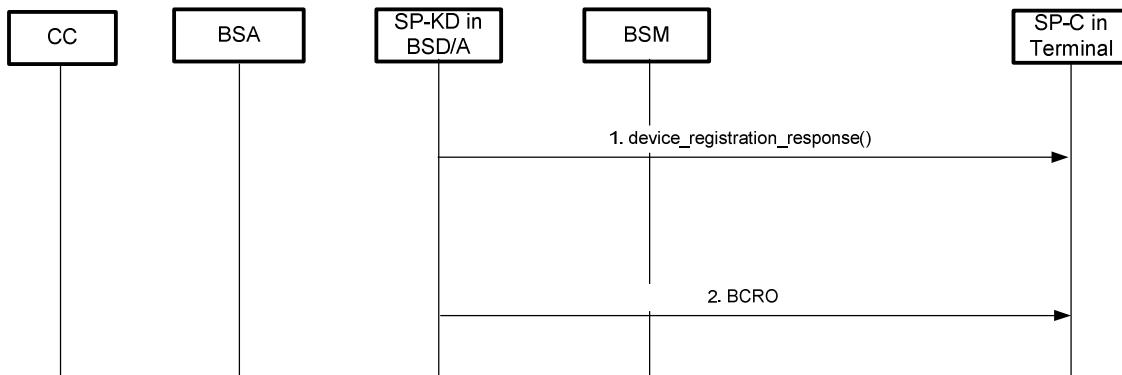 CC
BSA
SP-KD in
BSD/A
BSM
SP-C in
Terminal
1. device_registration_response()
2. BCRO